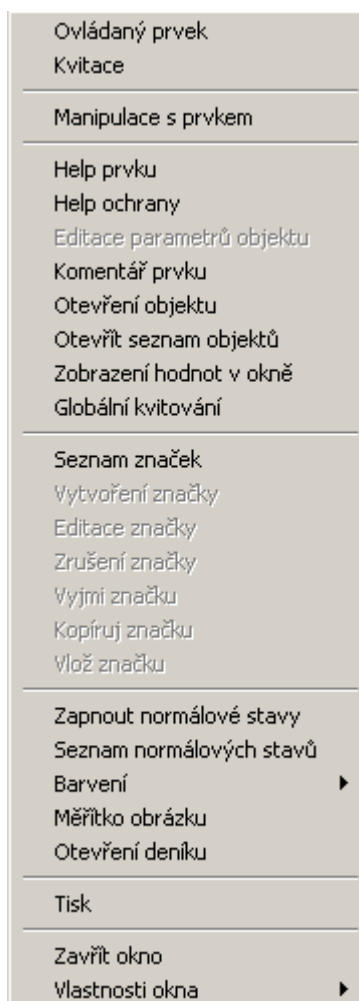 Ovládaný prvek
Kvitace
Manipulace s prvkem
Help prvku
Help ochrany
Editace parametrů objektu
Komentář prvku
Otevření objektu
Otevřít seznam objektů
Zobrazení hodnot v okně
Globální kvitování
Seznam značek
Vytvoření značky
Editace značky
Zrušení značky
Vyjmi značku
Kopíruj značku
Vlož značku
Zapnout normálové stavy
Seznam normálových stavů
Barvení
Měřítko obrázku
Otevření deníku
Tisk
Zavřít okno
Vlastnosti okna